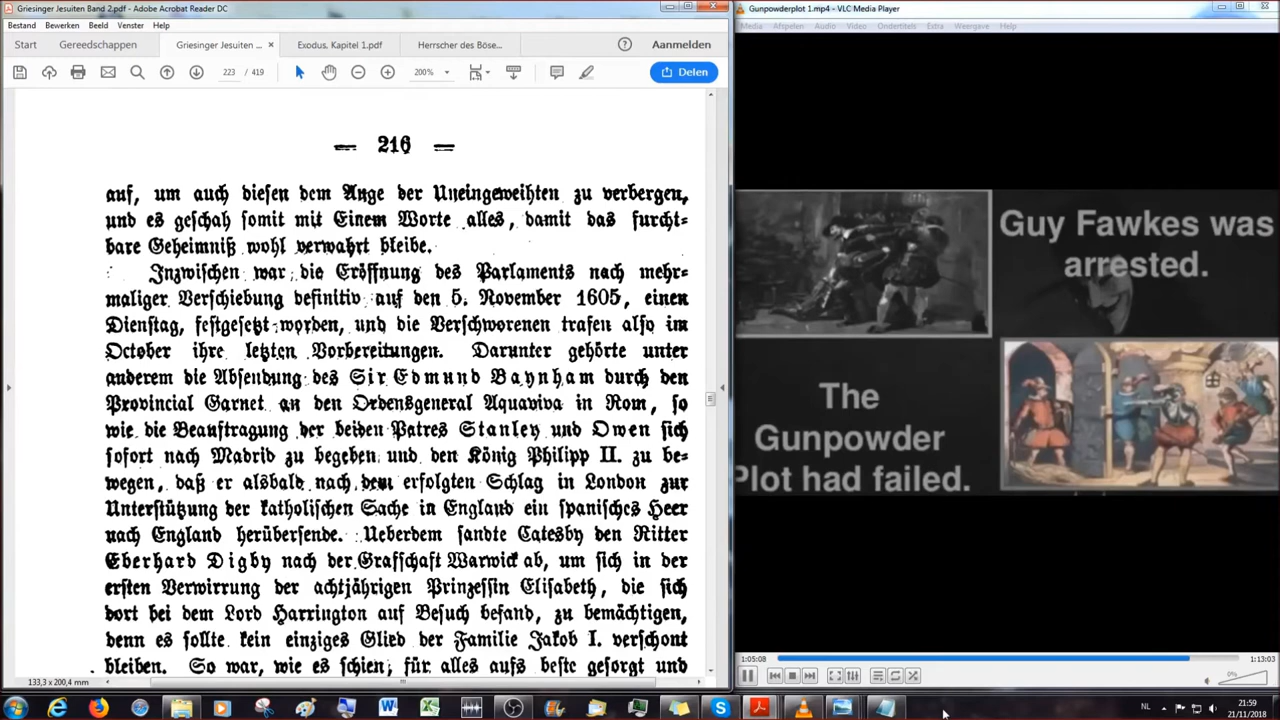 Griesinger Jesuiten Band 2.pdf - Adobe Acrobat Reader DC
Bestand Bewerken Beeld Venster Help
Start Gereedschappen Griesinger Jesuiten ... × Exodus. Kapitel 1.pdf Herrscher des Böse... Aanmelden
223 / 419 200% Delen
— 216 —
auf, um auch diesen dem Auge der Uneingeweihten zu verbergen,
und es geschah somit mit Einem Worte alles, damit das furcht-
bare Geheimniß wohl verwahrt bleibe.
Inzwischen war die Eröffnung des Parlaments nach mehr-
maliger Verschiebung definitiv auf den 5. November 1605, einen
Dienstag, festgesetzt worden, und die Verschworenen trafen also im
October ihre letzten Vorbereitungen. Darunter gehörte unter
anderem die Absendung des Sir Edmund Baynham durch den
Provincial Garnet an den Ordensgeneral Aquaviva in Rom, so
wie die Beauftragung der beiden Patres Stanley und Owen sich
sofort nach Madrid zu begeben und den König Philipp II. zu be-
wegen, daß er alsbald nach dem erfolgten Schlag in London zur
Unterstützung der katholischen Sache in England ein spanisches Heer
nach England herübersende. Ueberdem sandte Catesby den Ritter
Eberhard Digby nach der Grafschaft Warwick ab, um sich in der
ersten Verwirrung der achtjährigen Prinzessin Elisabeth, die sich
dort bei dem Lord Harrington auf Besuch befand, zu bemächtigen,
denn es sollte kein einziges Glied der Familie Jakob I. verschont
bleiben. So war, wie es schien, für alles aufs beste gesorgt und
133,3 x 200,4 mm
Gunpowderplot 1.mp4 - VLC Media Player
Media Afspelen Audio Video Ondertitels Extra Weergave Help
Guy Fawkes was
arrested.
The
Gunpowder
Plot had failed.
1:05:08 1:13:03
0%
NL 21:59
21/11/2018